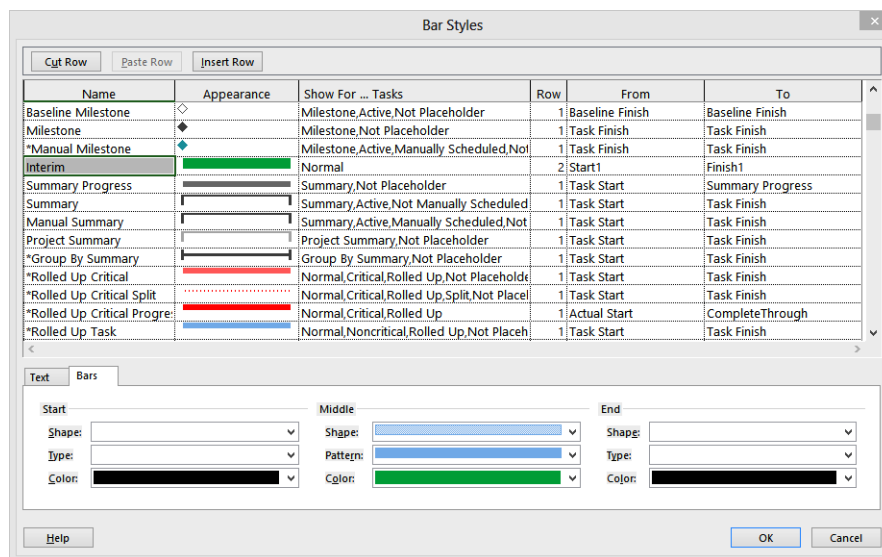 Bar Styles
Cut Row Paste Row Insert Row
Name Appearance Show For ... Tasks Row From To
Baseline Milestone Milestone,Active,Not Placeholder 1 Baseline Finish Baseline Finish
Milestone Milestone,Not Placeholder 1 Task Finish Task Finish
*Manual Milestone Milestone,Active,Manually Scheduled,Not 1 Task Finish Task Finish
Interim Normal 2 Start1 Finish1
Summary Progress Summary,Not Placeholder 1 Task Start Summary Progress
Summary Summary,Active,Not Manually Scheduled 1 Task Start Task Finish
Manual Summary Summary,Active,Manually Scheduled,Not 1 Task Start Task Finish
Project Summary Project Summary,Not Placeholder 1 Task Start Task Finish
*Group By Summary Group By Summary,Not Placeholder 1 Task Start Task Finish
*Rolled Up Critical Normal,Critical,Rolled Up,Not Placeholde 1 Task Start Task Finish
*Rolled Up Critical Split Normal,Critical,Rolled Up,Split,Not Placel 1 Task Start Task Finish
*Rolled Up Critical Progre Normal,Critical,Rolled Up 1 Actual Start CompleteThrough
*Rolled Up Task Normal,Noncritical,Rolled Up,Not Placeh 1 Task Start Task Finish
Text Bars
Start Middle End
Shape: Shape: Shape:
Type: Pattern: Type:
Color: Color: Color:
Help OK Cancel